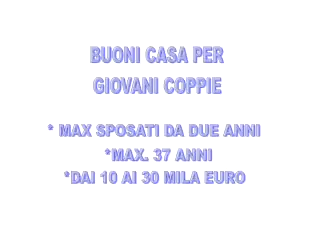 BUONI CASA PER
GIOVANI COPPIE
* MAX SPOSATI DA DUE ANNI
*MAX. 37 ANNI
*DAI 10 AI 30 MILA EURO